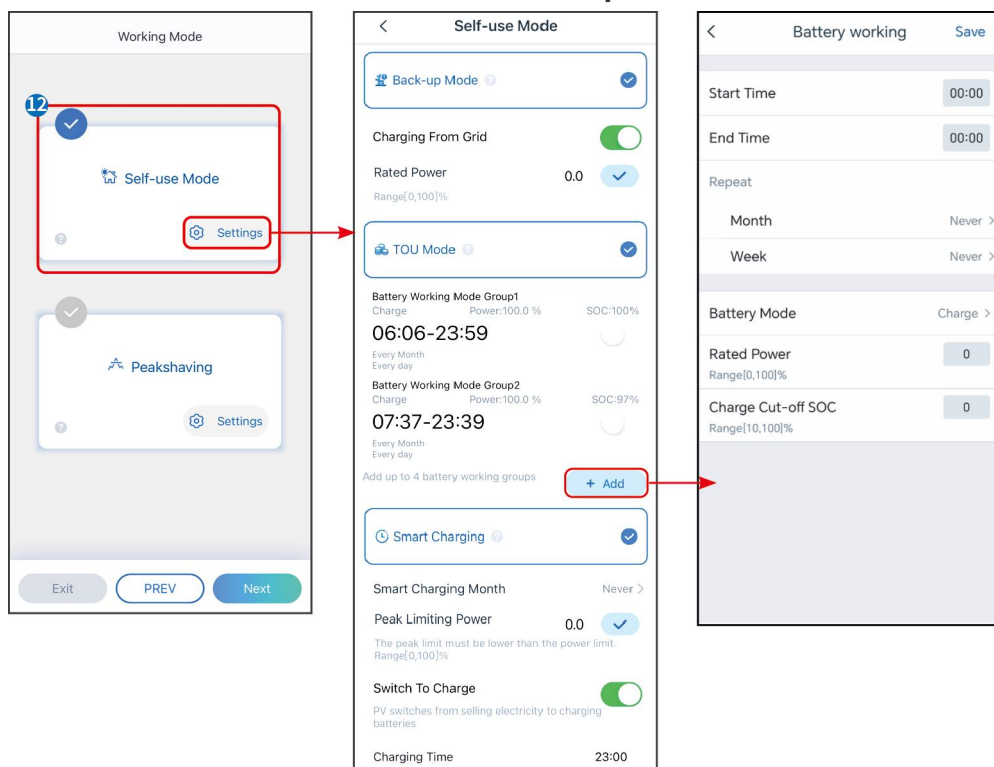 Working Mode
12
Self-use Mode
Settings
Peakshaving
Settings
Exit
PREV
Next
Self-use Mode
Back-up Mode
Charging From Grid
Rated Power 0.0
Range[0,100]%
TOU Mode
Battery Working Mode Group1
Charge Power:100.0 % SOC:100%
06:06-23:59
Every Month
Every day
Battery Working Mode Group2
Charge Power:100.0 % SOC:97%
07:37-23:39
Every Month
Every day
Add up to 4 battery working groups
+ Add
Smart Charging
Smart Charging Month Never >
Peak Limiting Power 0.0
The peak limit must be lower than the power limit.
Range[0,100]%
Switch To Charge
PV switches from selling electricity to charging
batteries
Charging Time 23:00
Battery working Save
Start Time 00:00
End Time 00:00
Repeat
Month Never >
Week Never >
Battery Mode Charge >
Rated Power 0
Range[0,100]%
Charge Cut-off SOC 0
Range[10,100]%